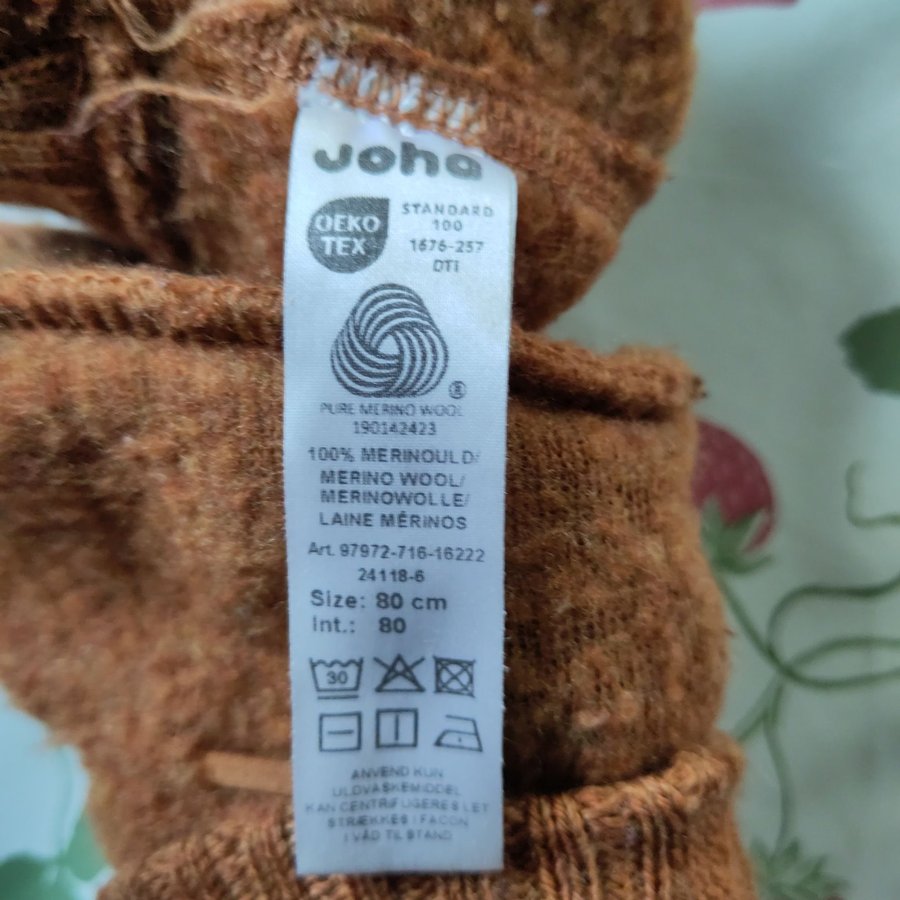 Joha
OEKO
TEX
STANDARD
100
1676-257
DTI
®
PURE MERINO WOOL
190142423
100% MERINOULD/
MERINO WOOL/
MERINOWOLLE/
LAINE MÉRINOS
Art. 97972-716-16222
24118-6
Size: 80 cm
Int.: 80
30
ANVEND KUN
ULDVASKEMIDDEL
KAN CENTRIFUGERES LET
STRÆKKES I FACON
I VÅD TILSTAND